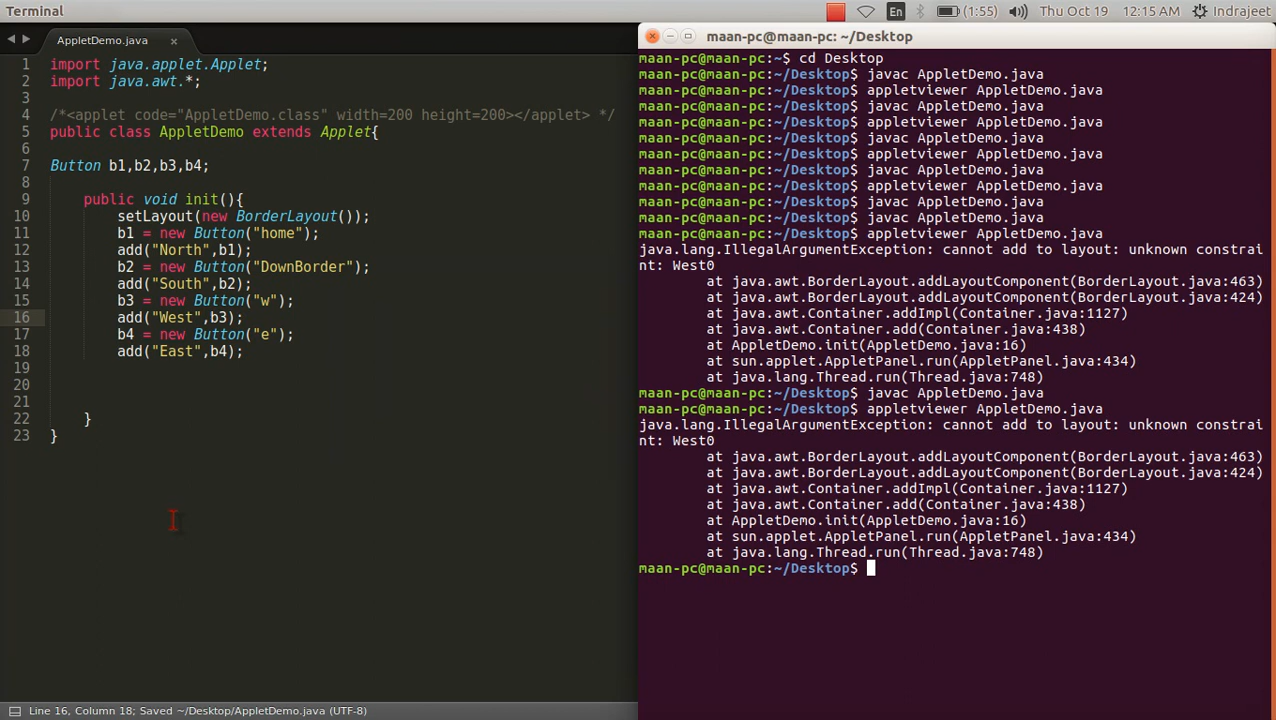 Terminal
En
(1:55)
Thu Oct 19
12:15 AM
Indrajeet
AppletDemo.java
1 import java.applet.Applet;
2 import java.awt.*;
3
4 /*<applet code="AppletDemo.class" width=200 height=200></applet> */
5 public class AppletDemo extends Applet{
6
7 Button b1,b2,b3,b4;
8
9 public void init(){
10 setLayout(new BorderLayout());
11 b1 = new Button("home");
12 add("North",b1);
13 b2 = new Button("DownBorder");
14 add("South",b2);
15 b3 = new Button("w");
16 add("West",b3);
17 b4 = new Button("e");
18 add("East",b4);
19
20
21
22 }
23 }
Line 16, Column 18; Saved ~/Desktop/AppletDemo.java (UTF-8)
maan-pc@maan-pc: ~/Desktop
maan-pc@maan-pc:~$ cd Desktop
maan-pc@maan-pc:~/Desktop$ javac AppletDemo.java
maan-pc@maan-pc:~/Desktop$ appletviewer AppletDemo.java
maan-pc@maan-pc:~/Desktop$ javac AppletDemo.java
maan-pc@maan-pc:~/Desktop$ appletviewer AppletDemo.java
maan-pc@maan-pc:~/Desktop$ javac AppletDemo.java
maan-pc@maan-pc:~/Desktop$ appletviewer AppletDemo.java
maan-pc@maan-pc:~/Desktop$ javac AppletDemo.java
maan-pc@maan-pc:~/Desktop$ appletviewer AppletDemo.java
maan-pc@maan-pc:~/Desktop$ javac AppletDemo.java
maan-pc@maan-pc:~/Desktop$ javac AppletDemo.java
maan-pc@maan-pc:~/Desktop$ appletviewer AppletDemo.java
java.lang.IllegalArgumentException: cannot add to layout: unknown constrai
nt: West0
at java.awt.BorderLayout.addLayoutComponent(BorderLayout.java:463)
at java.awt.BorderLayout.addLayoutComponent(BorderLayout.java:424)
at java.awt.Container.addImpl(Container.java:1127)
at java.awt.Container.add(Container.java:438)
at AppletDemo.init(AppletDemo.java:16)
at sun.applet.AppletPanel.run(AppletPanel.java:434)
at java.lang.Thread.run(Thread.java:748)
maan-pc@maan-pc:~/Desktop$ javac AppletDemo.java
maan-pc@maan-pc:~/Desktop$ appletviewer AppletDemo.java
java.lang.IllegalArgumentException: cannot add to layout: unknown constrai
nt: West0
at java.awt.BorderLayout.addLayoutComponent(BorderLayout.java:463)
at java.awt.BorderLayout.addLayoutComponent(BorderLayout.java:424)
at java.awt.Container.addImpl(Container.java:1127)
at java.awt.Container.add(Container.java:438)
at AppletDemo.init(AppletDemo.java:16)
at sun.applet.AppletPanel.run(AppletPanel.java:434)
at java.lang.Thread.run(Thread.java:748)
maan-pc@maan-pc:~/Desktop$